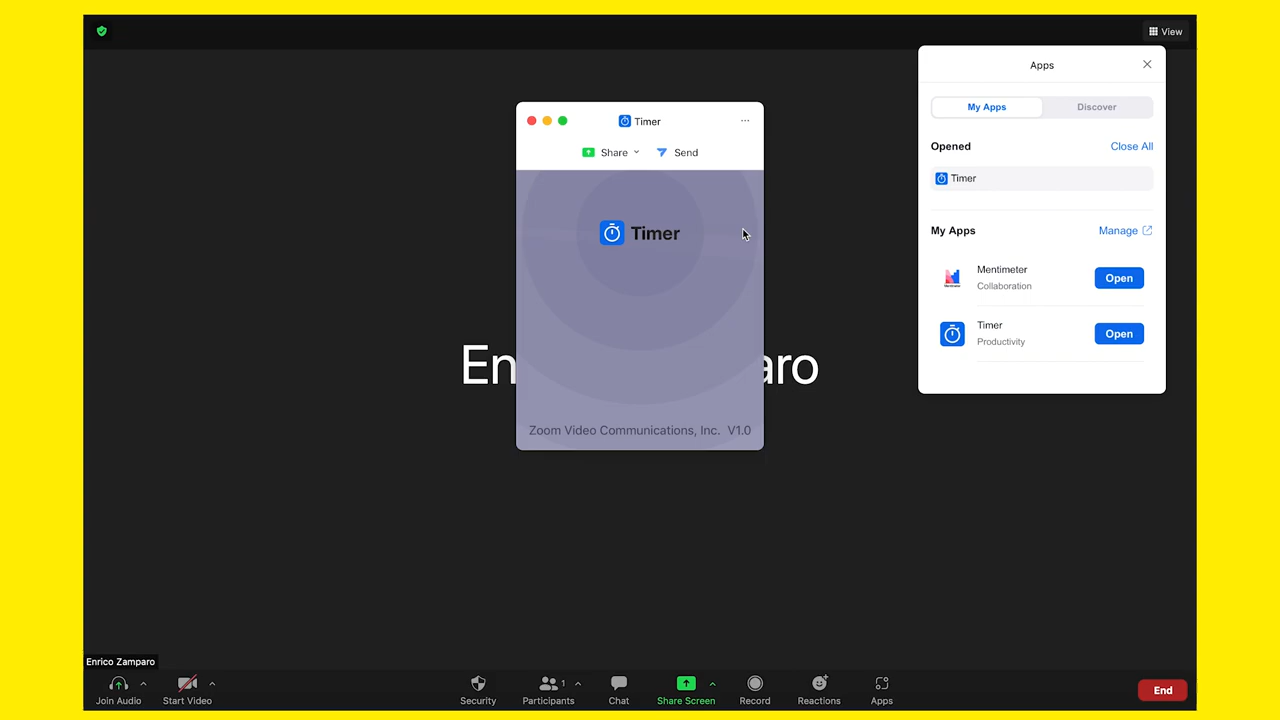 View
Apps
My Apps
Discover
Opened
Close All
Timer
My Apps
Manage
Mentimeter
Collaboration
Open
Timer
Productivity
Open
Timer
Share
Send
Timer
Zoom Video Communications, Inc. V1.0
En
aro
Enrico Zamparo
Join Audio
Start Video
Security
Participants
1
Chat
Share Screen
Record
Reactions
Apps
End